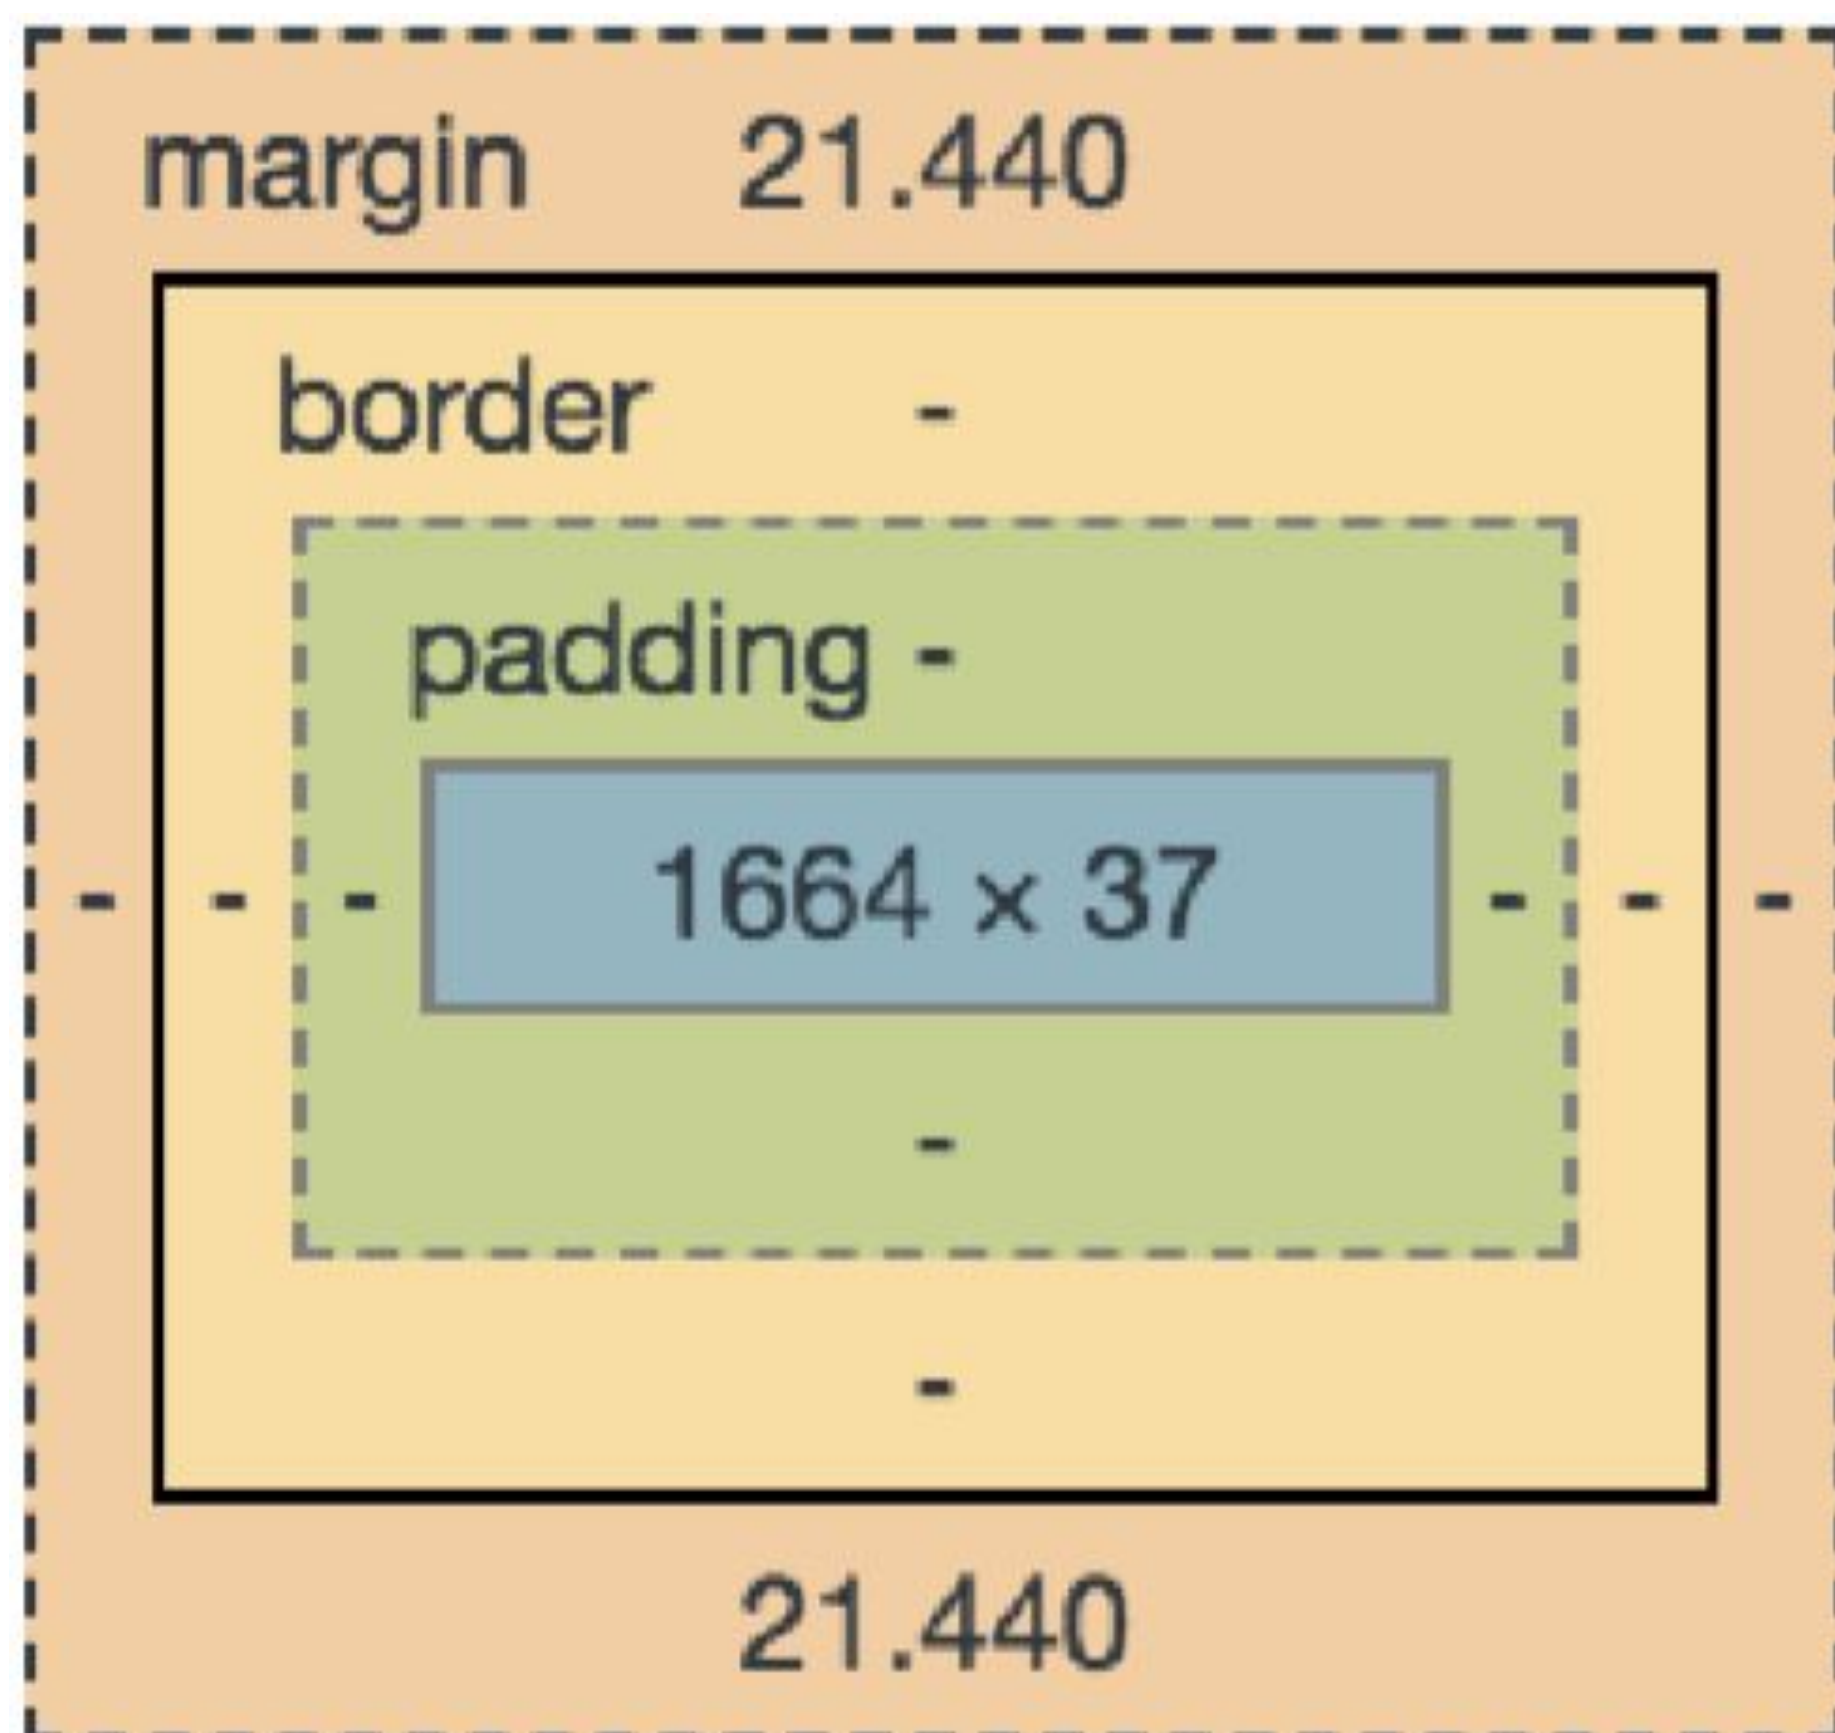 margin 21.440
border -
padding -
- - - 1664 × 37 - - -
-
-
21.440